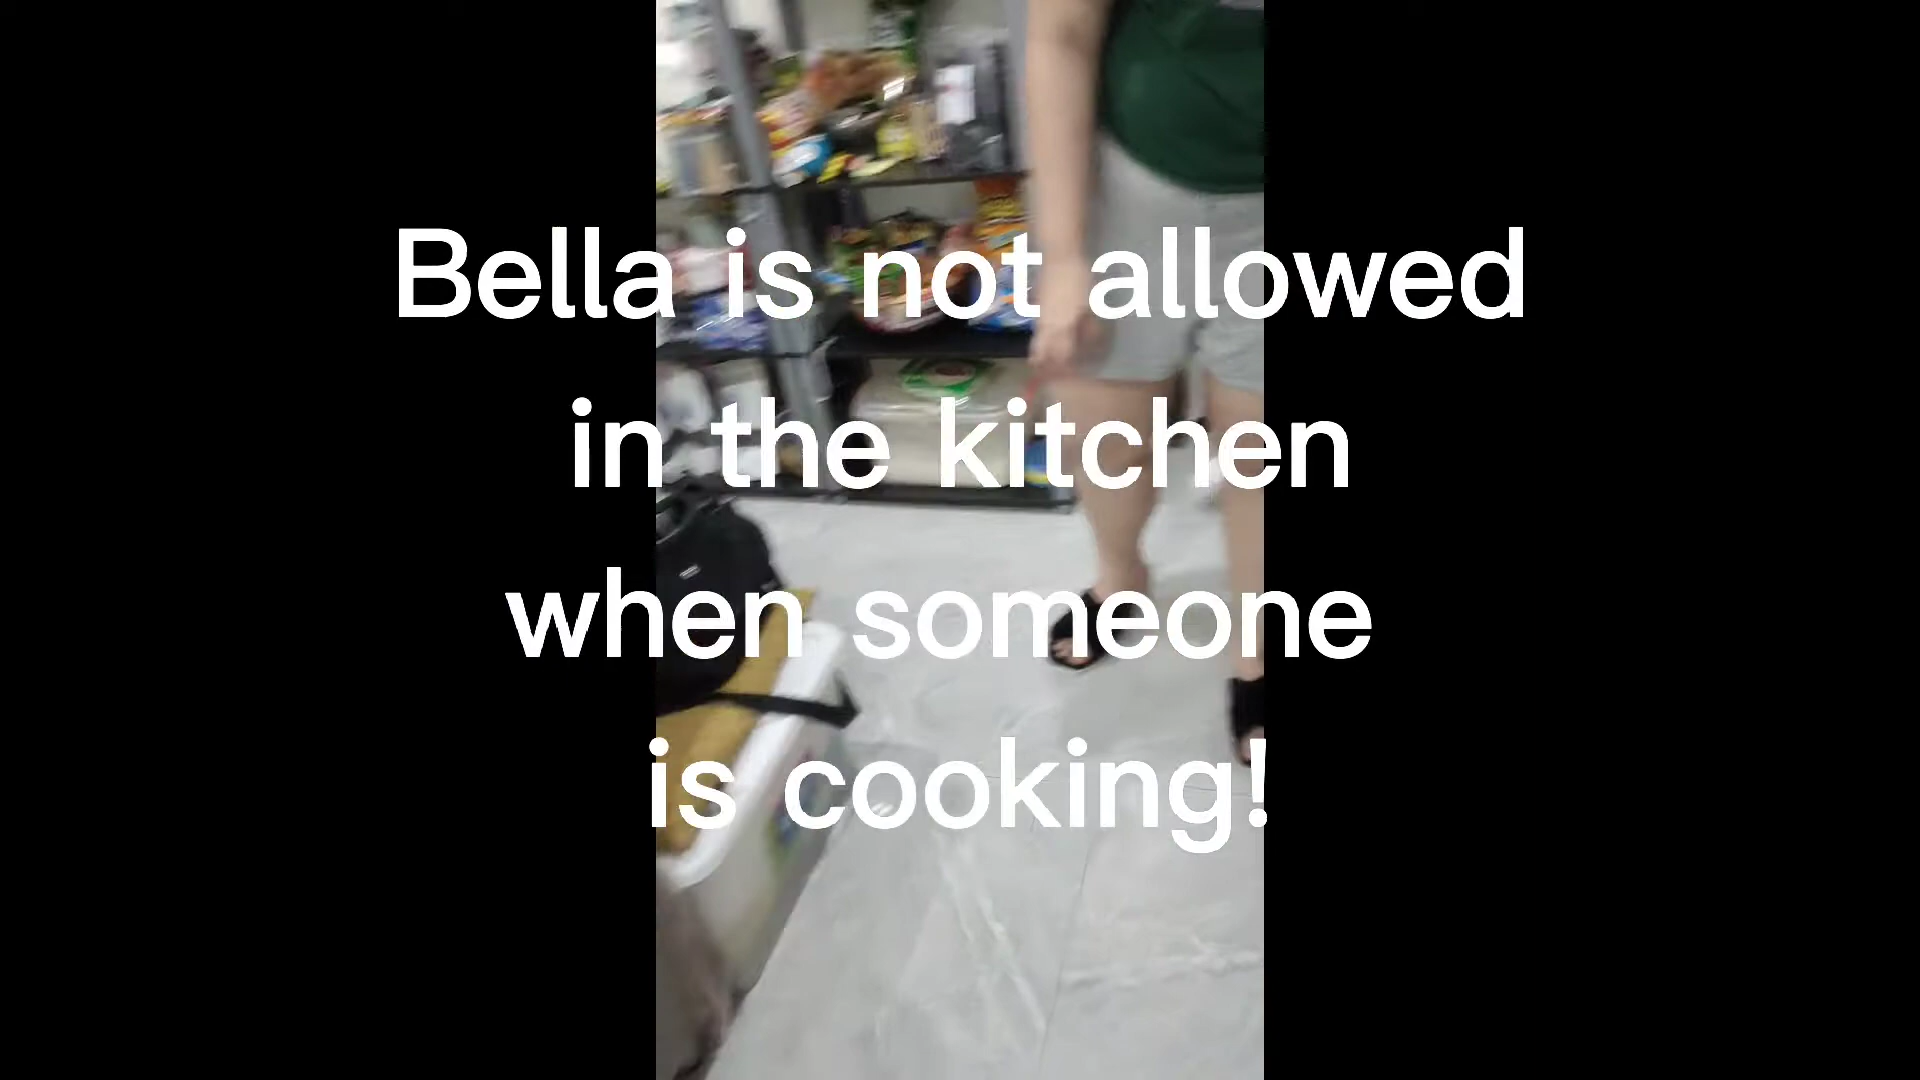 Bella is not allowed
in the kitchen
when someone
is cooking!